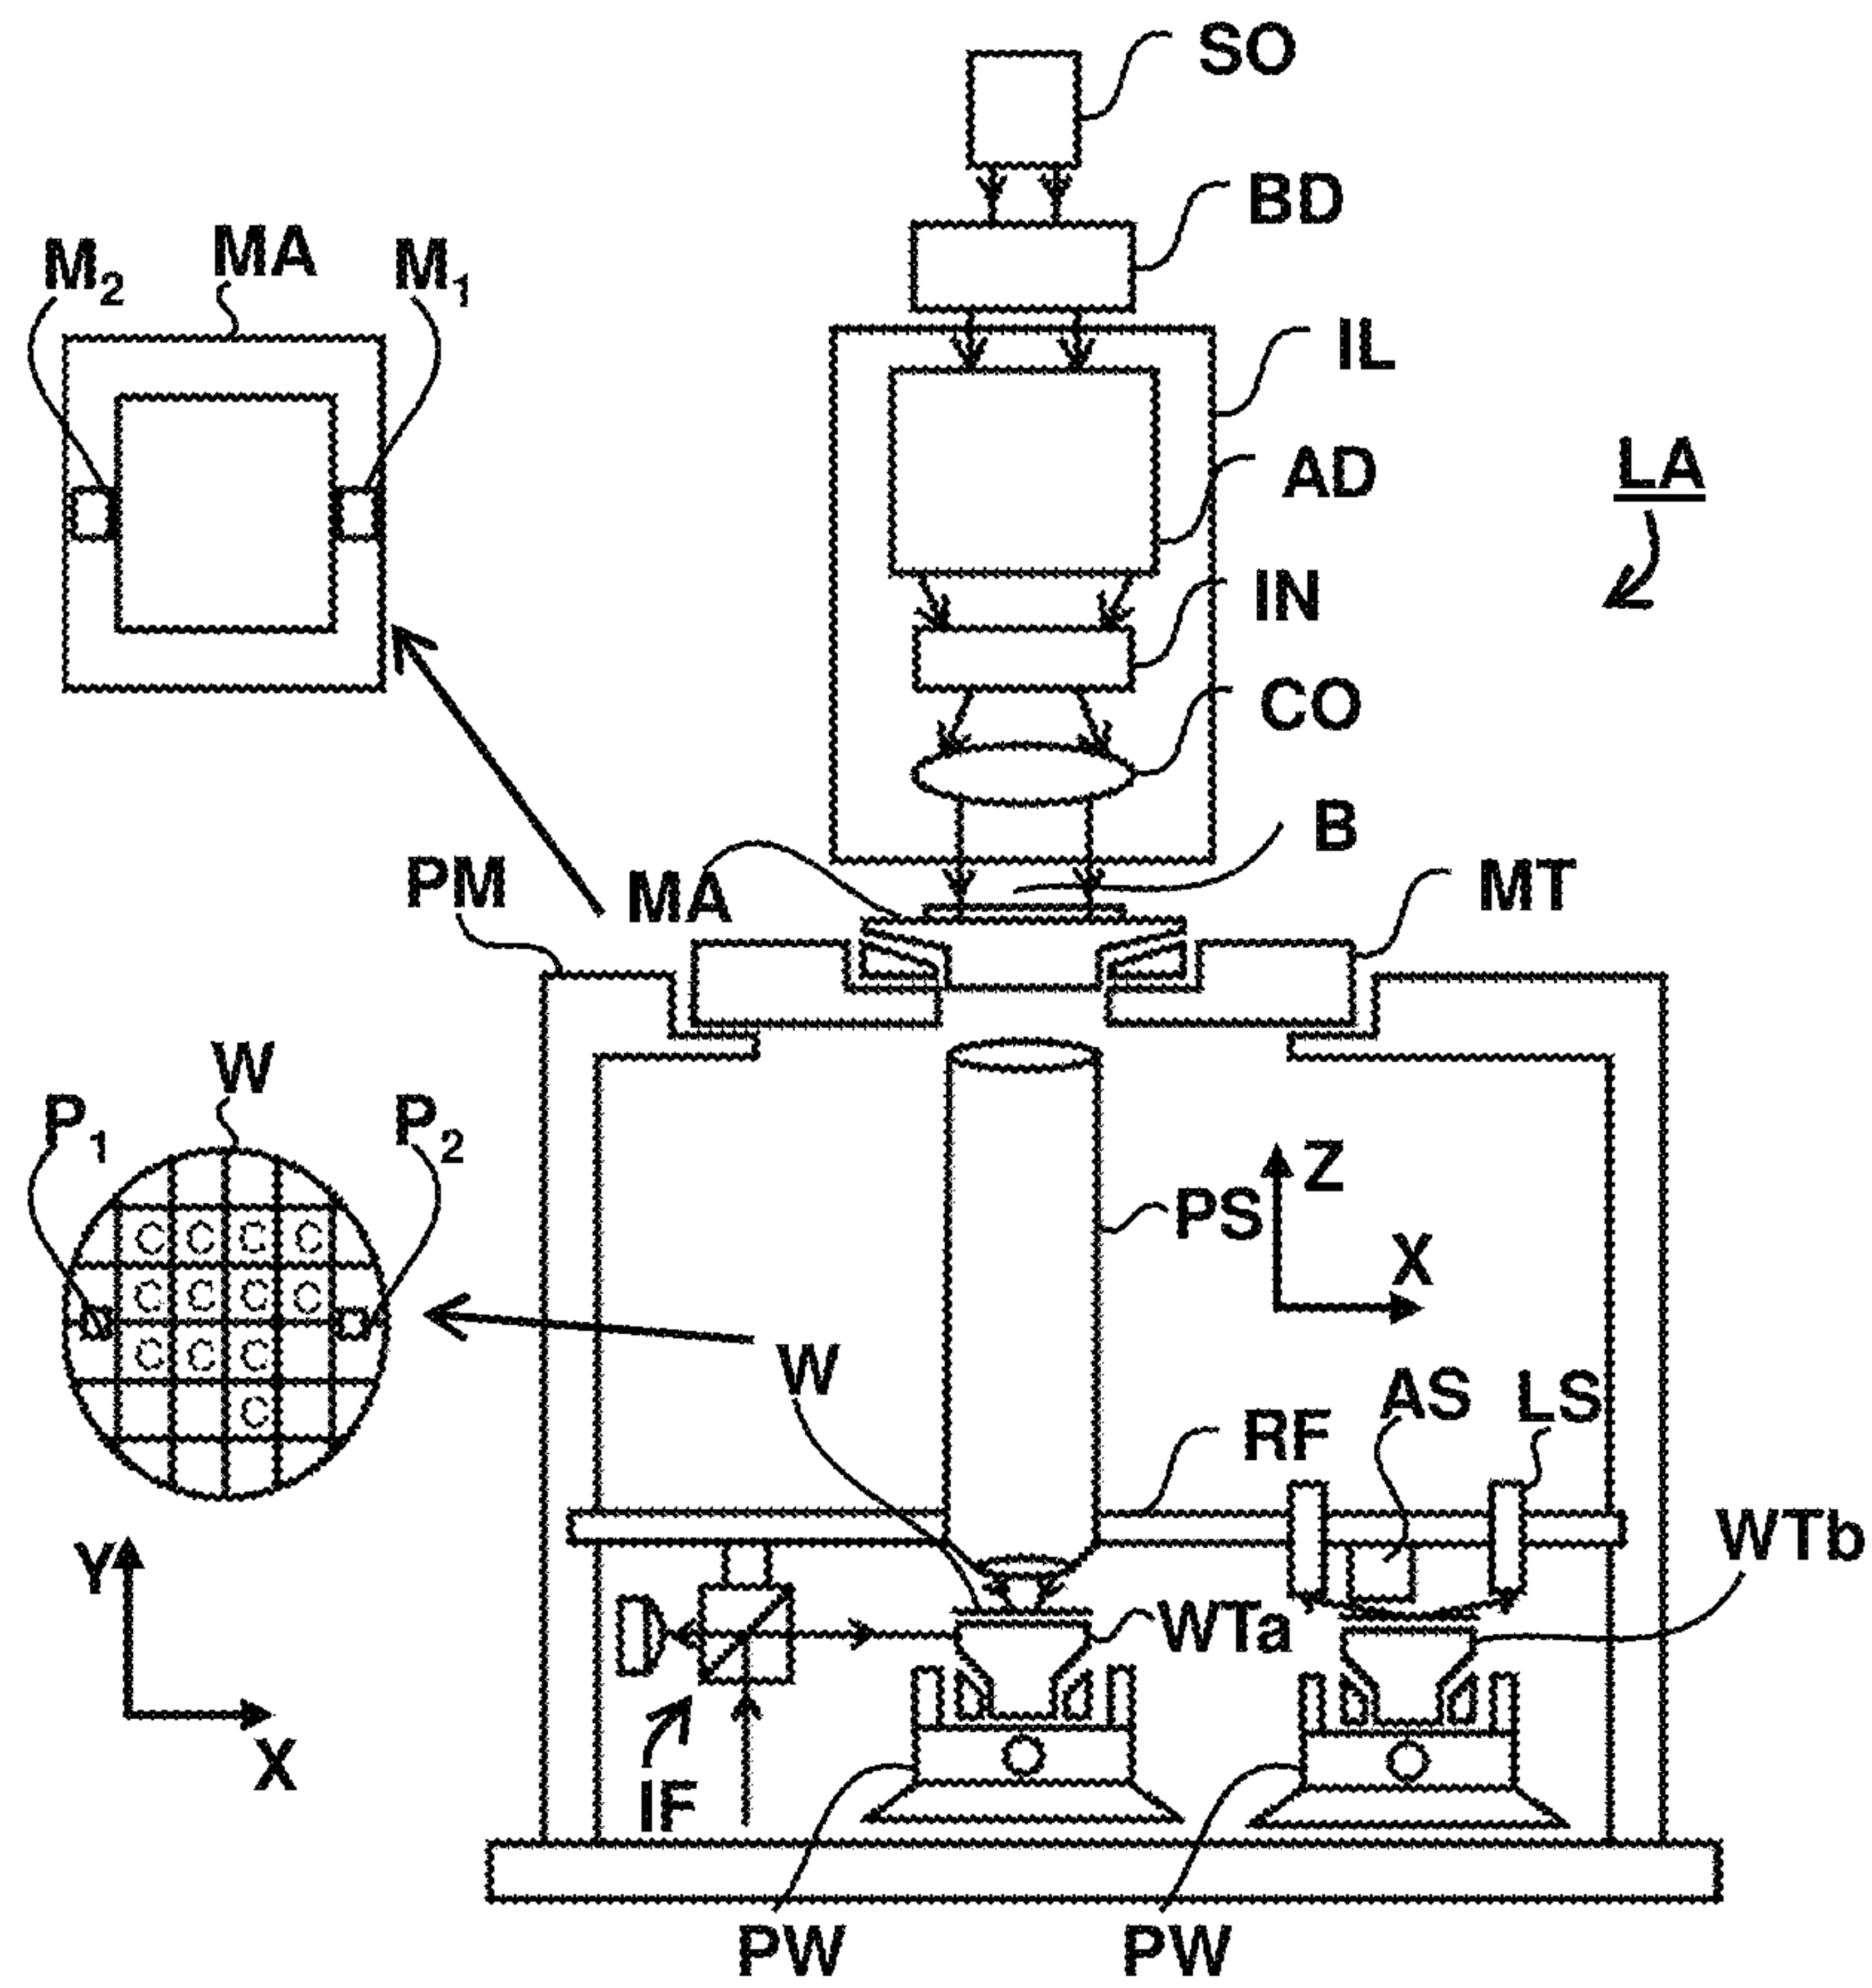 SO
BD
M2 MA M1
IL
LA
AD
IN
CO
B
PM MA MT
W
P1 P2
C C C C
C C C C
C C C
C
Z
PS
X
W
AS LS
RF
WTb
Y
WTa
X
IF
PW PW